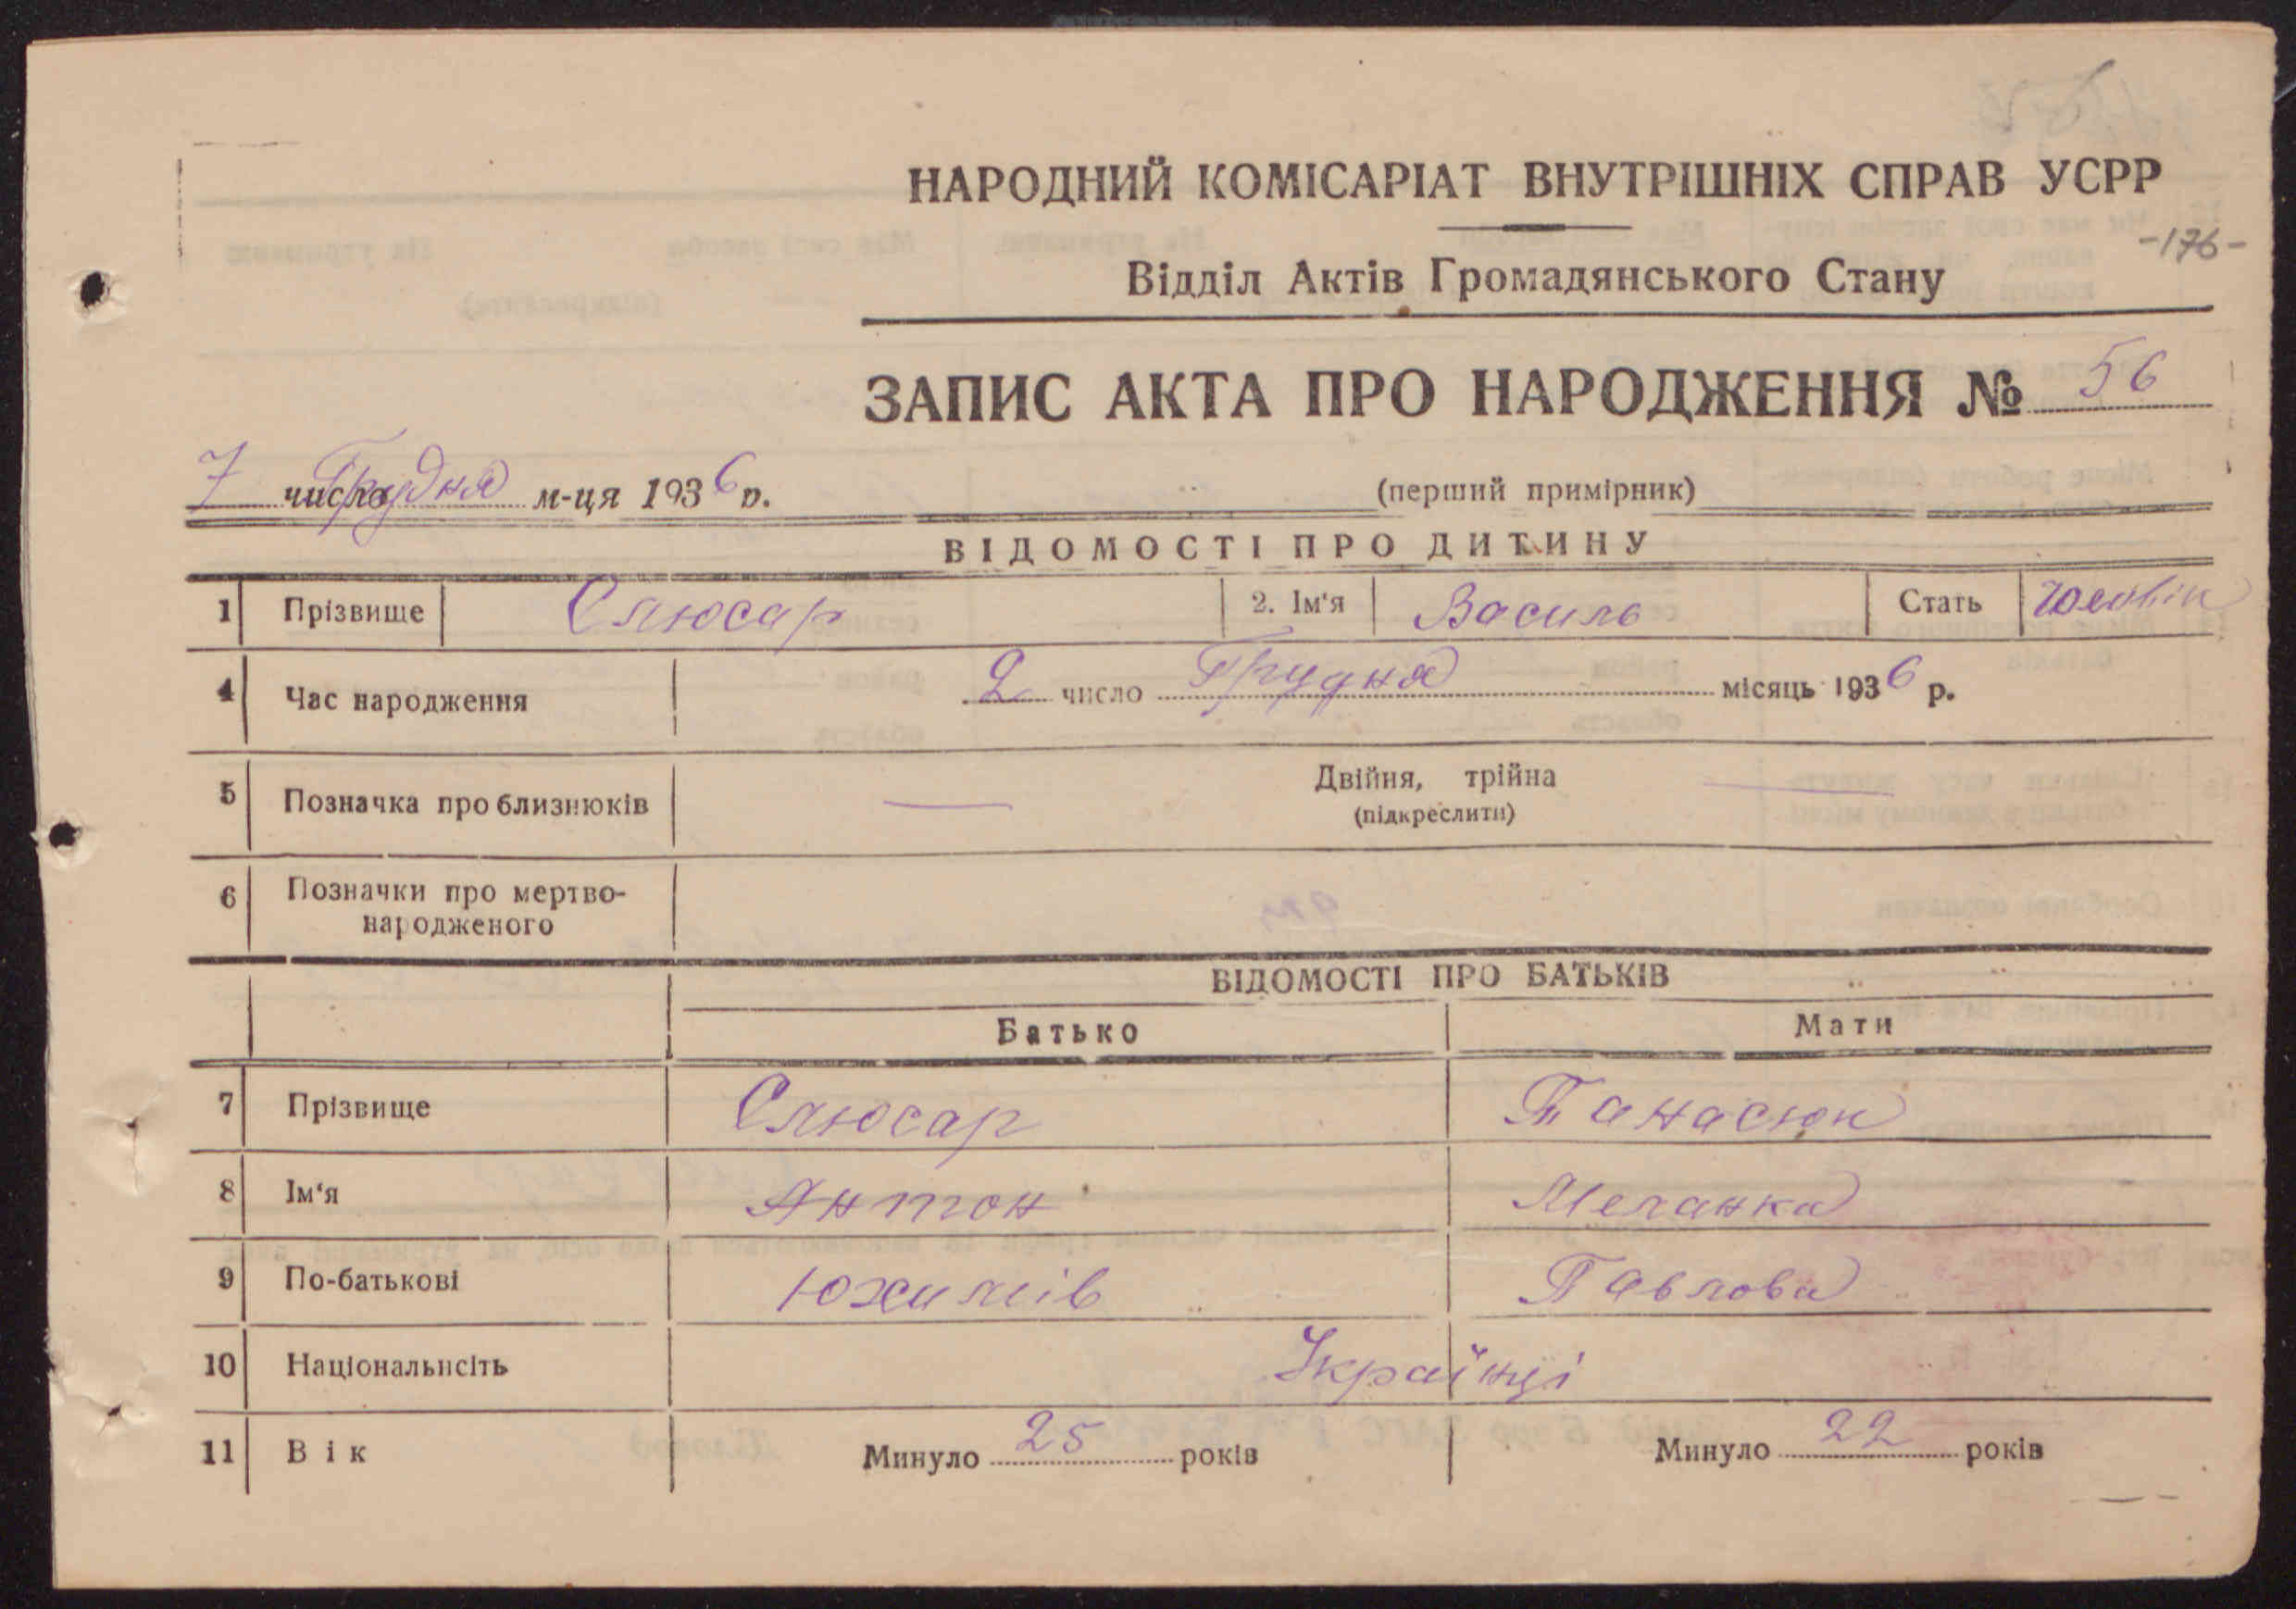 НАРОДНИЙ КОМІСАРІАТ ВНУТРІШНІХ СПРАВ УСРР
-176-
Відділ Актів Громадянського Стану
ЗАПИС АКТА ПРО НАРОДЖЕННЯ № 56
7 числа Грудня м-ця 1936 р. (перший примірник)
ВІДОМОСТІ ПРО ДИТИНУ
1 Прізвище Слюсар 2. Ім'я Василь Стать Чоловік
4 Час народження 2 число Грудня місяць 1936 р.
5 Позначка про близнюків — Двійня, трійна —
(підкреслити)
6 Позначки про мертво-
народженого
ВІДОМОСТІ ПРО БАТЬКІВ
Батько Мати
7 Прізвище Слюсар Панасюк
8 Ім'я Антон Меланка
9 По-батькові Юхимів Павлова
10 Національнсіть Українці
11 Вік Минуло 25 років Минуло 22 років